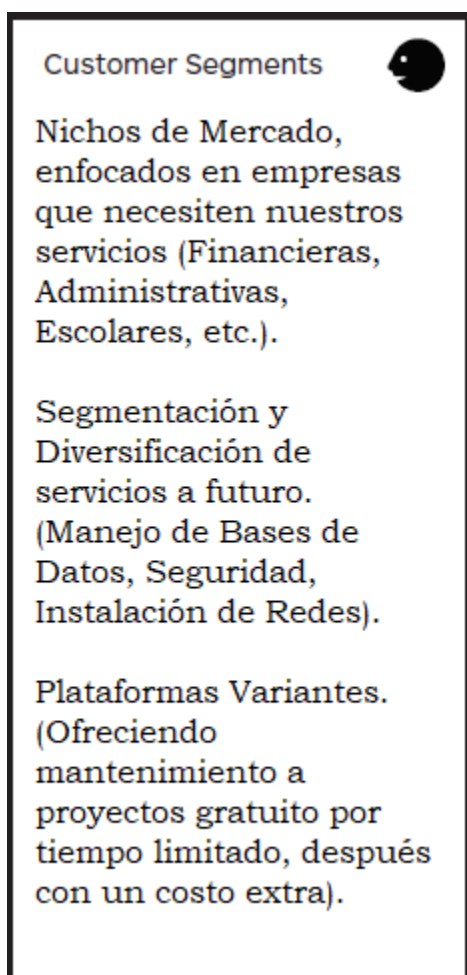 Customer Segments
Nichos de Mercado,
enfocados en empresas
que necesiten nuestros
servicios (Financieras,
Administrativas,
Escolares, etc.).
Segmentación y
Diversificación de
servicios a futuro.
(Manejo de Bases de
Datos, Seguridad,
Instalación de Redes).
Plataformas Variantes.
(Ofreciendo
mantenimiento a
proyectos gratuito por
tiempo limitado, después
con un costo extra).